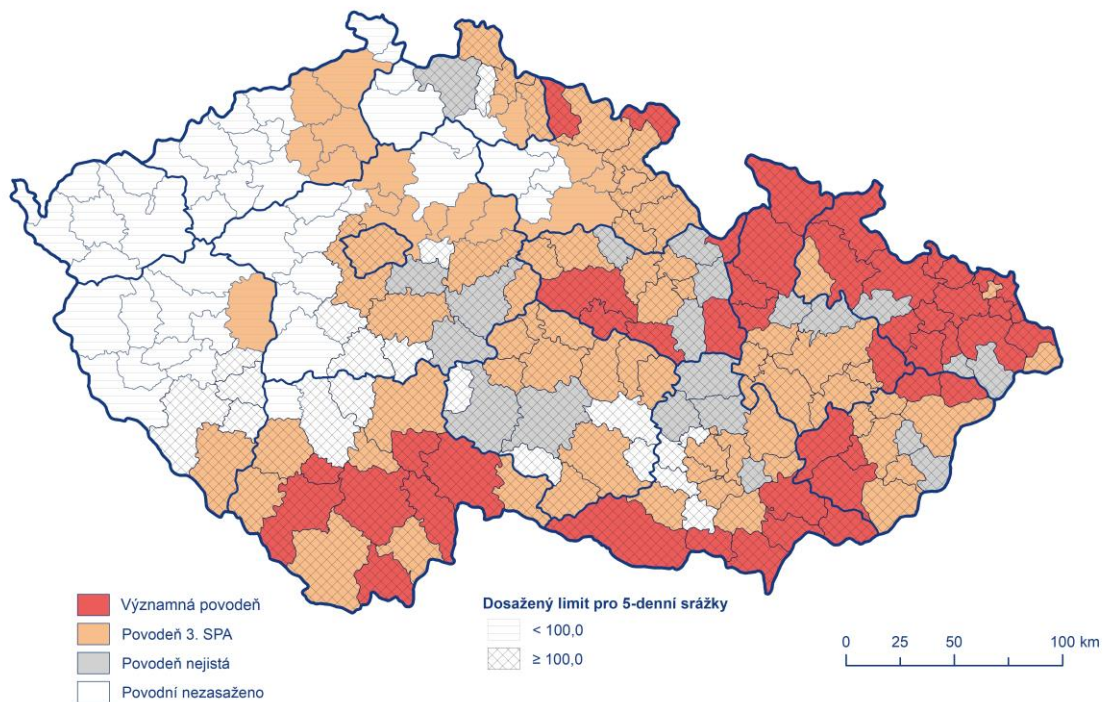 Významná povodeň
Povodeň 3. SPA
Povodeň nejistá
Povodní nezasaženo
Dosažený limit pro 5-denní srážky
< 100,0
≥ 100,0
0 25 50 100 km